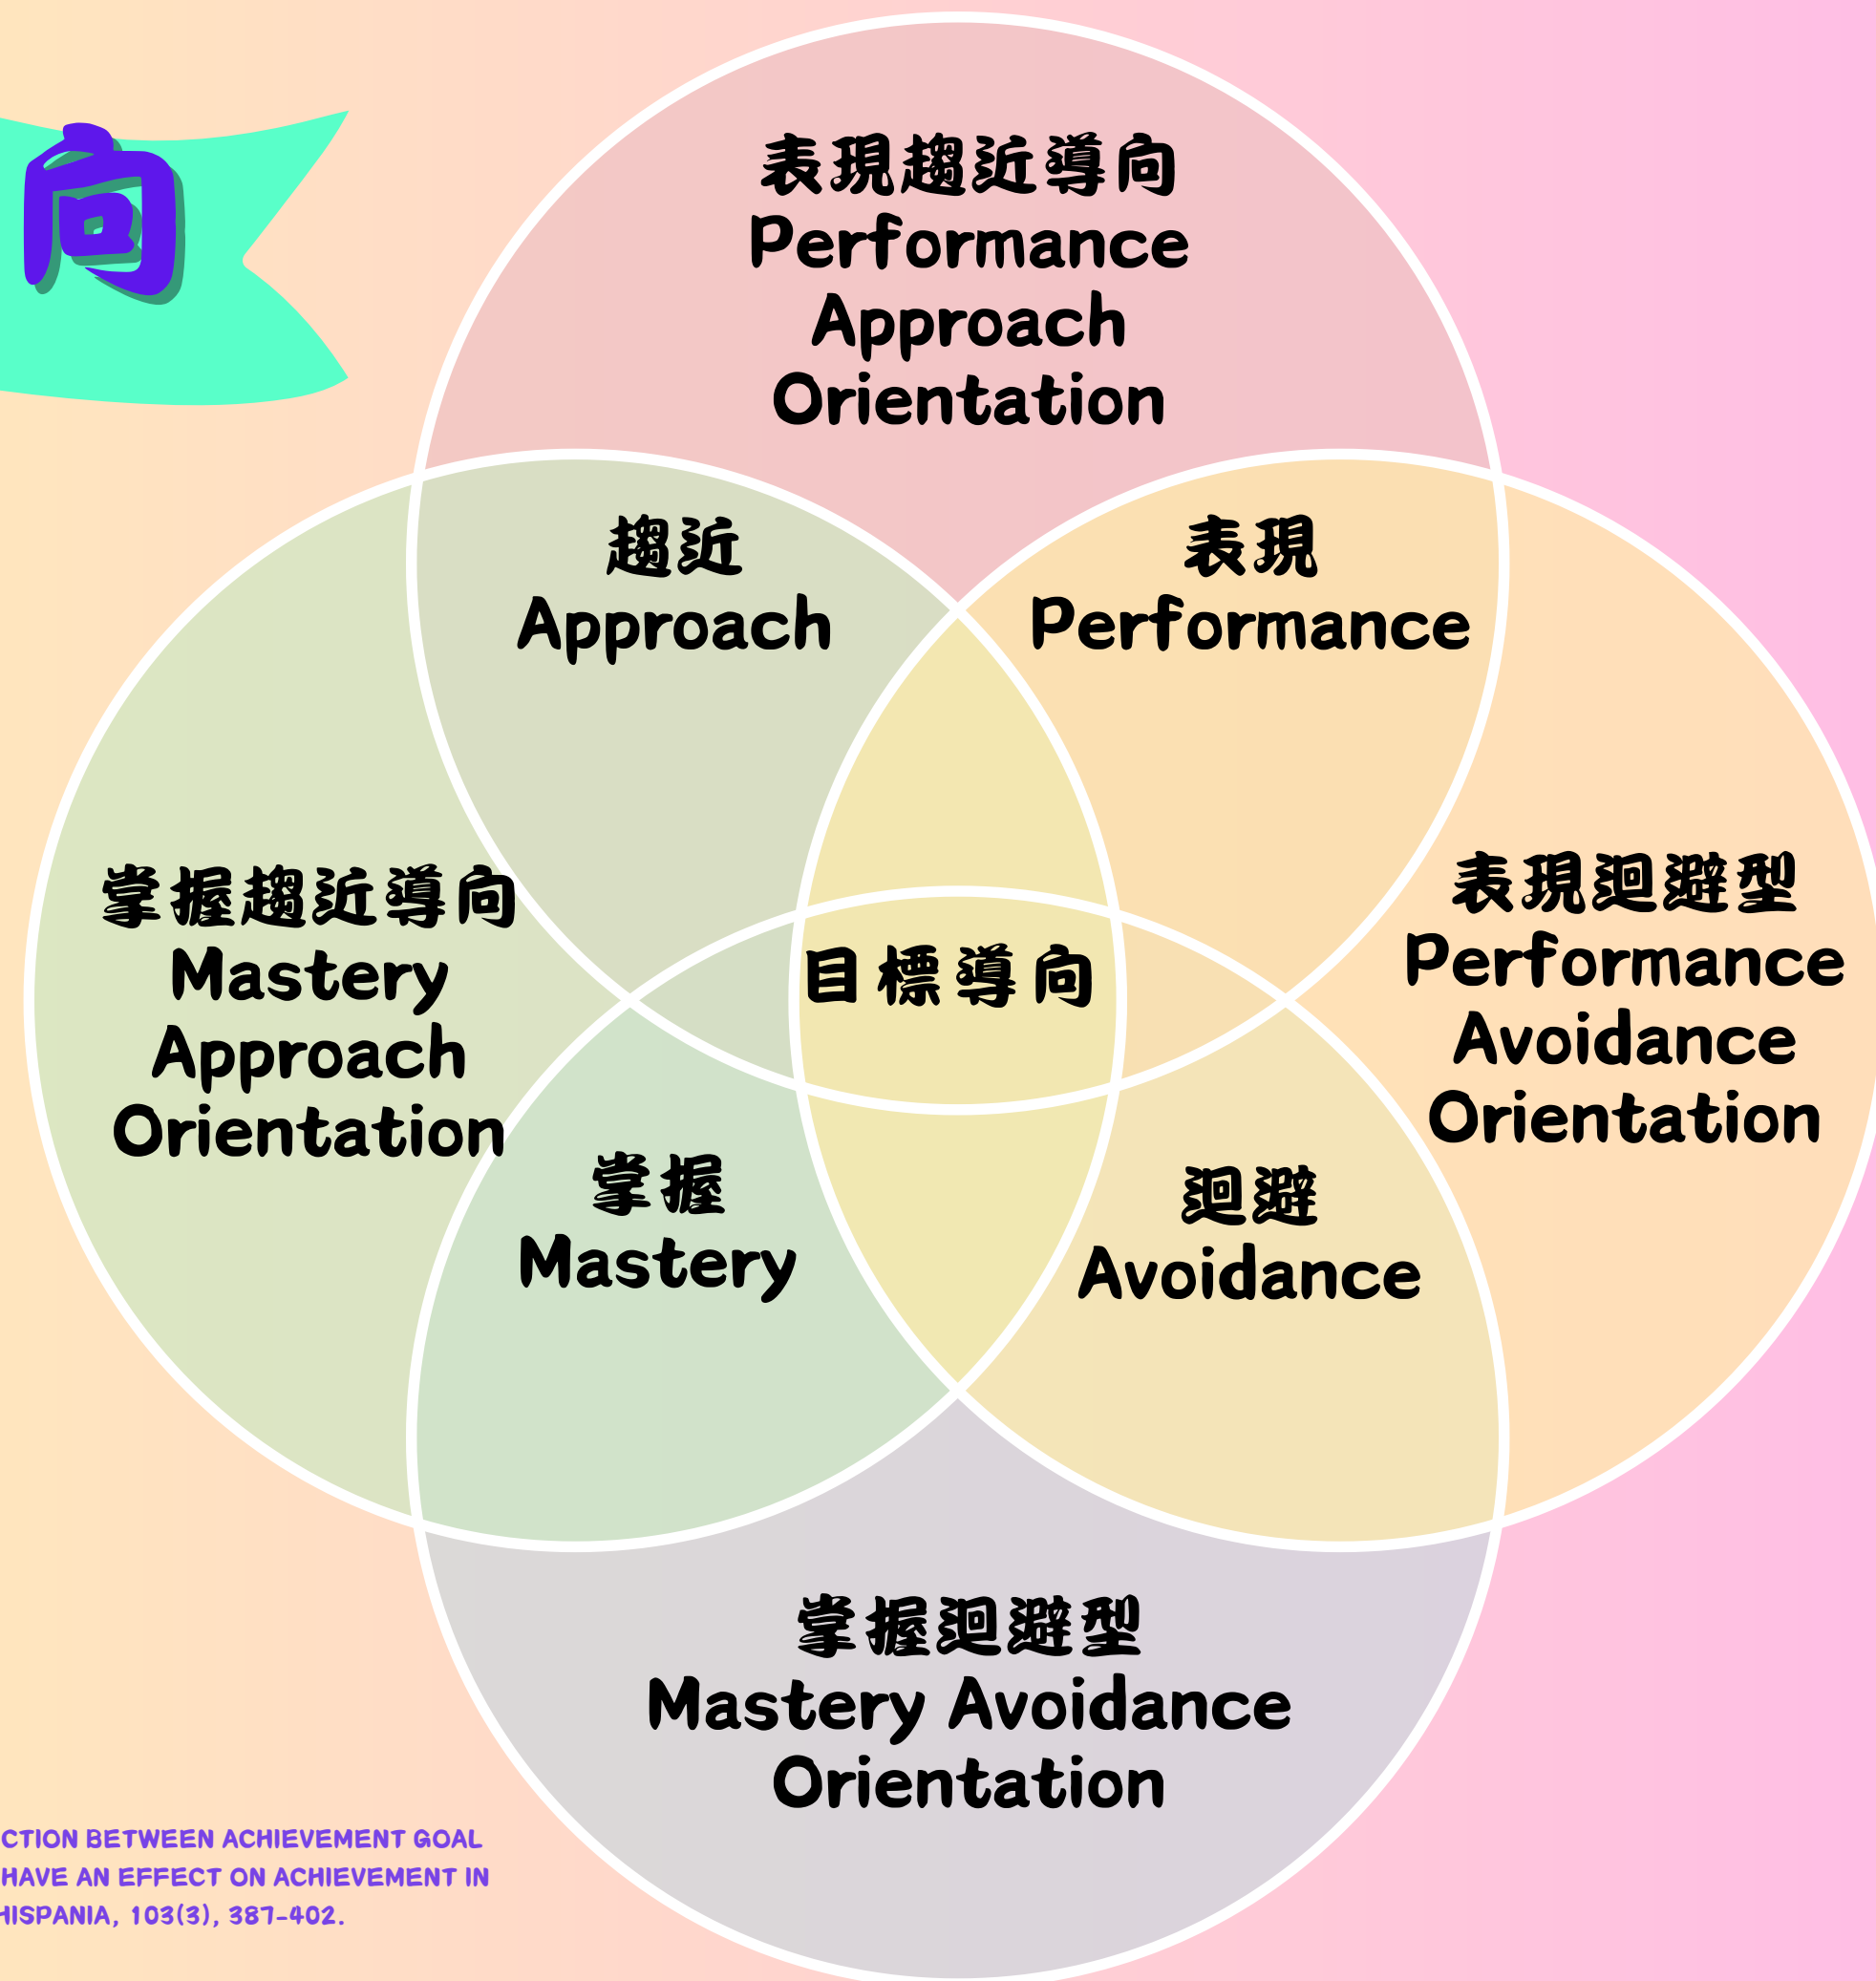 向
表現趨近導向
Performance
Approach
Orientation
趨近
Approach
表現
Performance
掌握趨近導向
Mastery
Approach
Orientation
目標導向
表現迴避型
Performance
Avoidance
Orientation
掌握
Mastery
迴避
Avoidance
掌握迴避型
Mastery Avoidance
Orientation
CTION BETWEEN ACHIEVEMENT GOAL
HAVE AN EFFECT ON ACHIEVEMENT IN
HISPANIA, 103(3), 387-402.